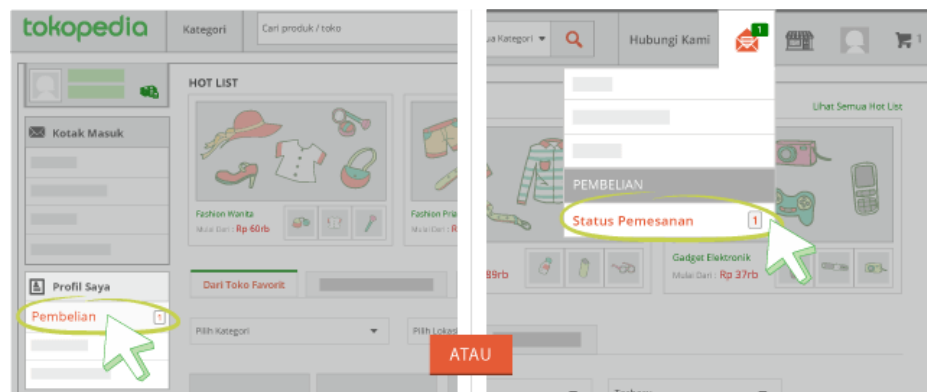 tokopedia
Kategori
Cari produk / toko
HOT LIST
Kotak Masuk
Fashion Wanita
Mulai Dari : Rp 60rb
Fashion Pria
Mulai Dari : R
Profil Saya
Pembelian 1
Dari Toko Favorit
Pilih Kategori
Pilih Lokasi
ATAU
ua Kategori
Hubungi Kami
1
1
Lihat Semua Hot List
PEMBELIAN
Status Pemesanan 1
89rb
Gadget Elektronik
Mulai Dari : Rp 37rb
Terbaru